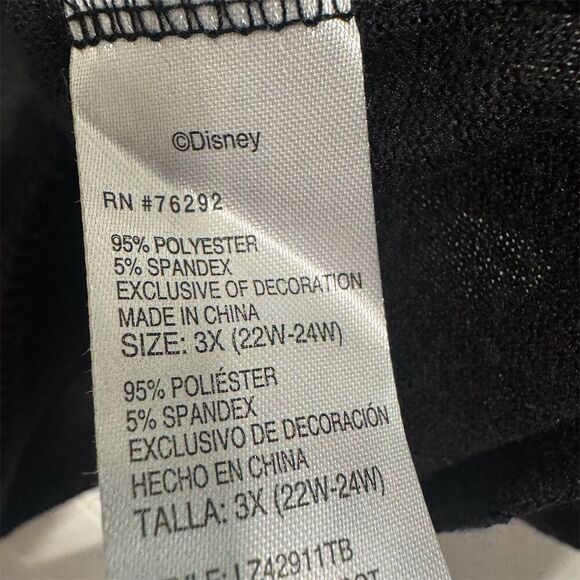 ©Disney
RN #76292
95% POLYESTER
5% SPANDEX
EXCLUSIVE OF DECORATION
MADE IN CHINA
SIZE: 3X (22W-24W)
95% POLIÉSTER
5% SPANDEX
EXCLUSIVO DE DECORACIÓN
HECHO EN CHINA
TALLA: 3X (22W-24W)
LZ42911TB